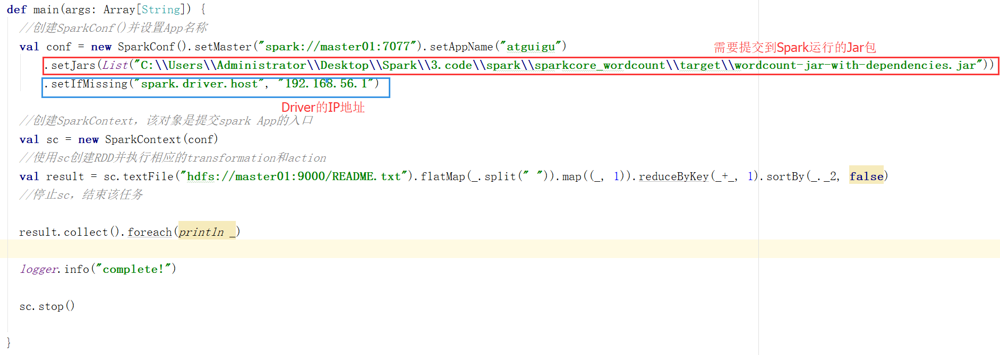 def main(args: Array[String]) {
//创建SparkConf()并设置App名称
val conf = new SparkConf().setMaster("spark://master01:7077").setAppName("atguigu")
需要提交到Spark运行的Jar包
.setJars(List("C:\\Users\\Administrator\\Desktop\\Spark\\3.code\\spark\\sparkcore_wordcount\\target\\wordcount-jar-with-dependencies.jar"))
.setIfMissing("spark.driver.host", "192.168.56.1")
Driver的IP地址
//创建SparkContext，该对象是提交spark App的入口
val sc = new SparkContext(conf)
//使用sc创建RDD并执行相应的transformation和action
val result = sc.textFile("hdfs://master01:9000/README.txt").flatMap(_.split(" ")).map((_, 1)).reduceByKey(_+_, 1).sortBy(_._2, false)
//停止sc，结束该任务
result.collect().foreach(println _)
logger.info("complete!")
sc.stop()
}